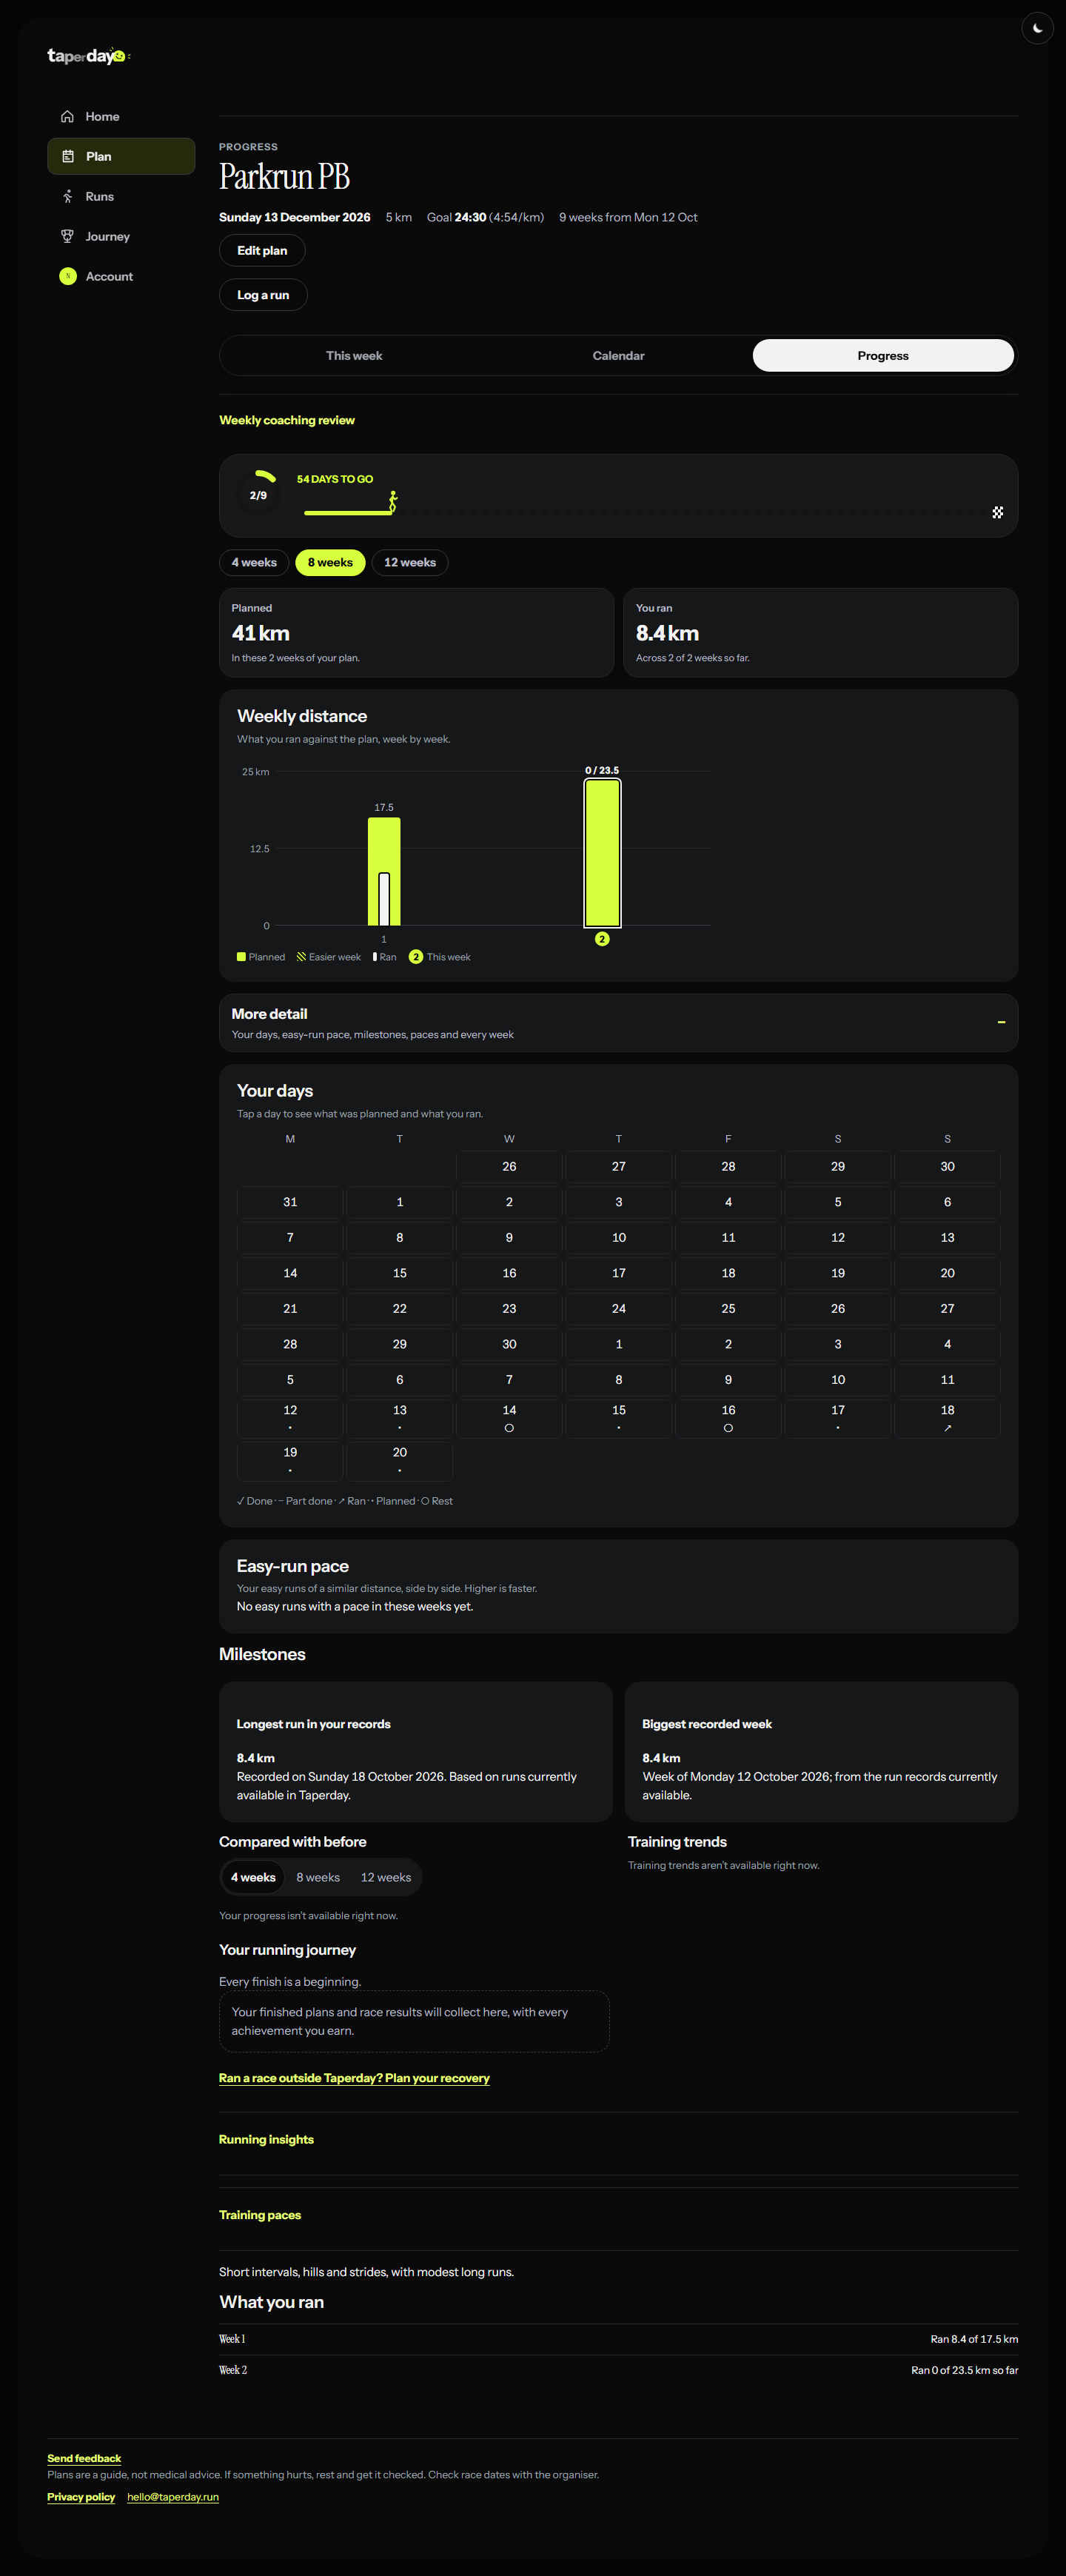 taperday
Home
Plan
Runs
Journey
N
Account
PROGRESS
Parkrun PB
Sunday 13 December 2026 5 km Goal 24:30 (4:54/km) 9 weeks from Mon 12 Oct
Edit plan
Log a run
This week Calendar Progress
Weekly coaching review
2/9
54 DAYS TO GO
4 weeks 8 weeks 12 weeks
Planned
41 km
In these 2 weeks of your plan.
You ran
8.4 km
Across 2 of 2 weeks so far.
Weekly distance
What you ran against the plan, week by week.
25 km
12.5
0
17.5
0 / 23.5
1 2
Planned Easier week Ran 2 This week
More detail
Your days, easy-run pace, milestones, paces and every week
Your days
Tap a day to see what was planned and what you ran.
M T W T F S S
26 27 28 29 30
31 1 2 3 4 5 6
7 8 9 10 11 12 13
14 15 16 17 18 19 20
21 22 23 24 25 26 27
28 29 30 1 2 3 4
5 6 7 8 9 10 11
12 13 14 15 16 17 18
19 20
✓ Done · – Part done · ↗ Ran · • Planned · ○ Rest
Easy-run pace
Your easy runs of a similar distance, side by side. Higher is faster.
No easy runs with a pace in these weeks yet.
Milestones
Longest run in your records
8.4 km
Recorded on Sunday 18 October 2026. Based on runs currently
available in Taperday.
Biggest recorded week
8.4 km
Week of Monday 12 October 2026; from the run records currently
available.
Compared with before
4 weeks 8 weeks 12 weeks
Your progress isn't available right now.
Training trends
Training trends aren't available right now.
Your running journey
Every finish is a beginning.
Your finished plans and race results will collect here, with every
achievement you earn.
Ran a race outside Taperday? Plan your recovery
Running insights
Training paces
Short intervals, hills and strides, with modest long runs.
What you ran
Week 1 Ran 8.4 of 17.5 km
Week 2 Ran 0 of 23.5 km so far
Send feedback
Plans are a guide, not medical advice. If something hurts, rest and get it checked. Check race dates with the organiser.
Privacy policy hello@taperday.run